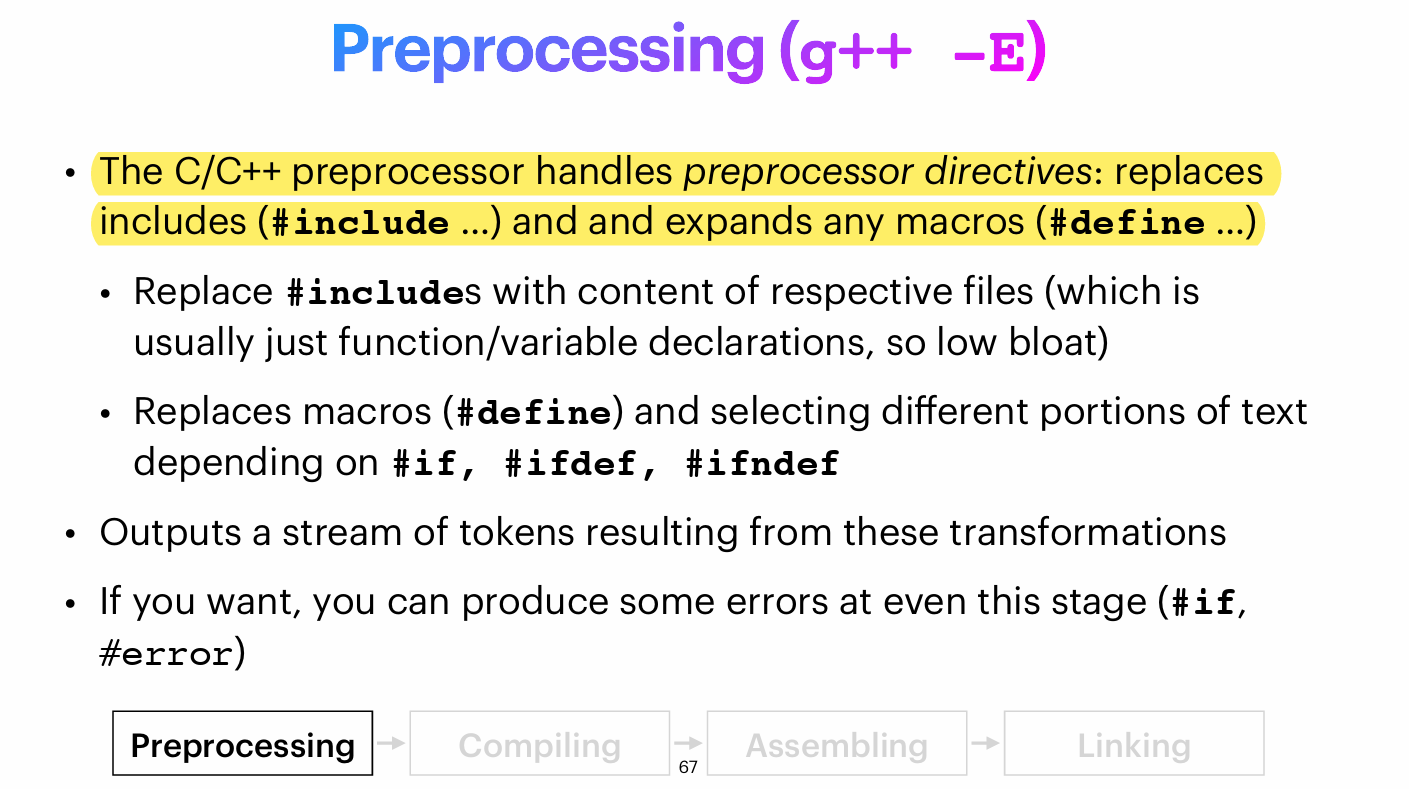 Preprocessing (g++ -E)
• The C/C++ preprocessor handles preprocessor directives: replaces
includes (#include ...) and and expands any macros (#define ...)
• Replace #includes with content of respective files (which is
usually just function/variable declarations, so low bloat)
• Replaces macros (#define) and selecting different portions of text
depending on #if, #ifdef, #ifndef
• Outputs a stream of tokens resulting from these transformations
• If you want, you can produce some errors at even this stage (#if,
#error)
Preprocessing Compiling Assembling Linking
67